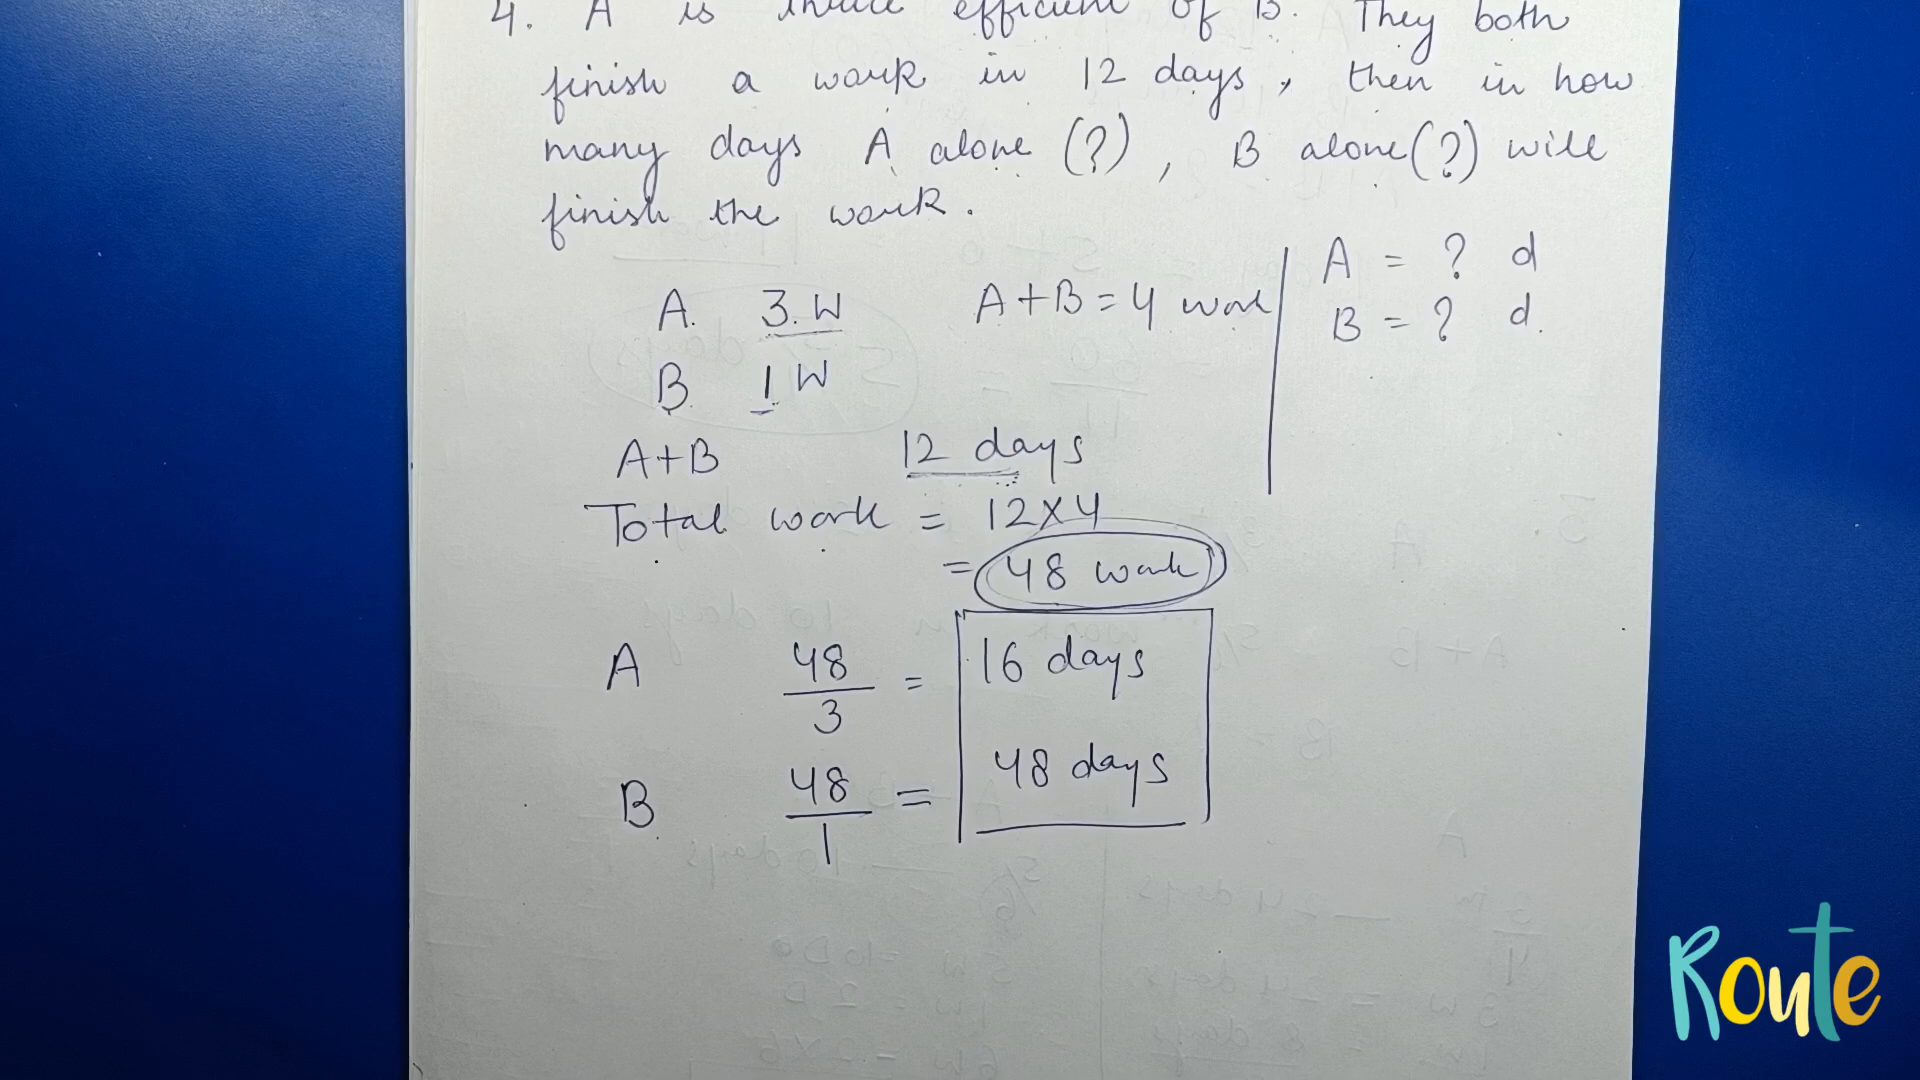 4. A is thrice efficient of B. They both
finish a work in 12 days, then in how
many days A alone (?), B alone(?) will
finish the work.
A = ? d
B = ? d.
A. 3. W A+B = 4 work
B 1 W
A+B 12 days
Total work = 12×4
= 48 work
A 48/3 = 16 days
B 48/1 = 48 days
Route